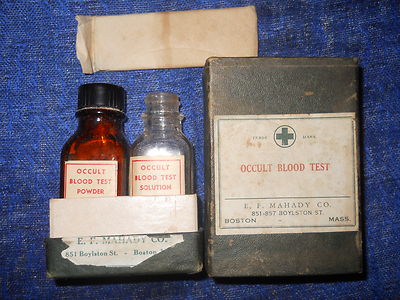 OCCULT
BLOOD TEST
POWDER
OCCULT
BLOOD TEST
SOLUTION
E. F. MAHADY CO.
851 Boylston St. - Boston
TRADE MARK
OCCULT BLOOD TEST
E. F. MAHADY CO.
851-857 BOYLSTON ST.
BOSTON - MASS.